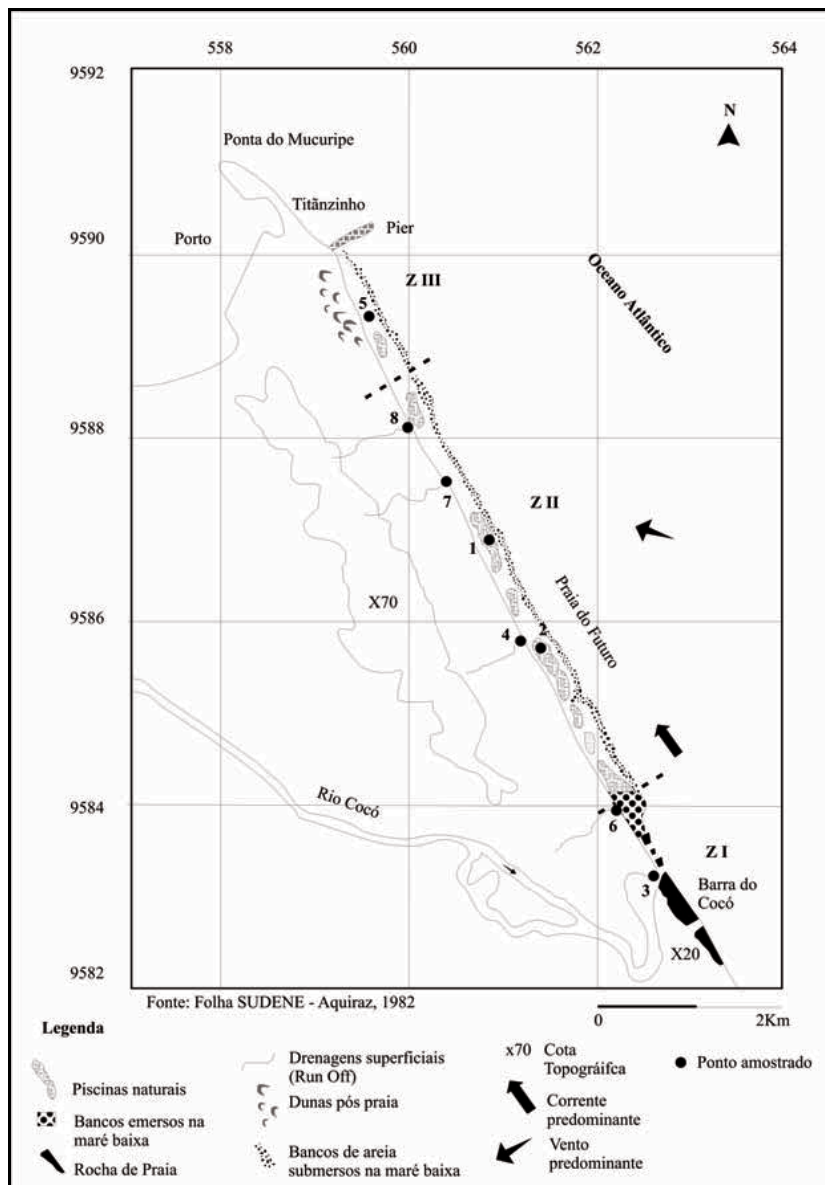 558 560 562 564
9592
N
Ponta do Mucuripe
Titãnzinho
Pier
Porto
9590
Z III
Oceano Atlântico
5
9588
8
7
Z II
1
X70
Praia do Futuro
9586
4 2
Rio Cocó
9584
6
Z I
3
Barra do
Cocó
X20
9582
Fonte: Folha SUDENE - Aquiraz, 1982
0 2Km
Legenda
Piscinas naturais
Bancos emersos na
maré baixa
Rocha de Praia
Drenagens superficiais
(Run Off)
Dunas pós praia
Bancos de areia
submersos na maré baixa
x70 Cota
Topográifca
Corrente
predominante
Vento
predominante
Ponto amostrado